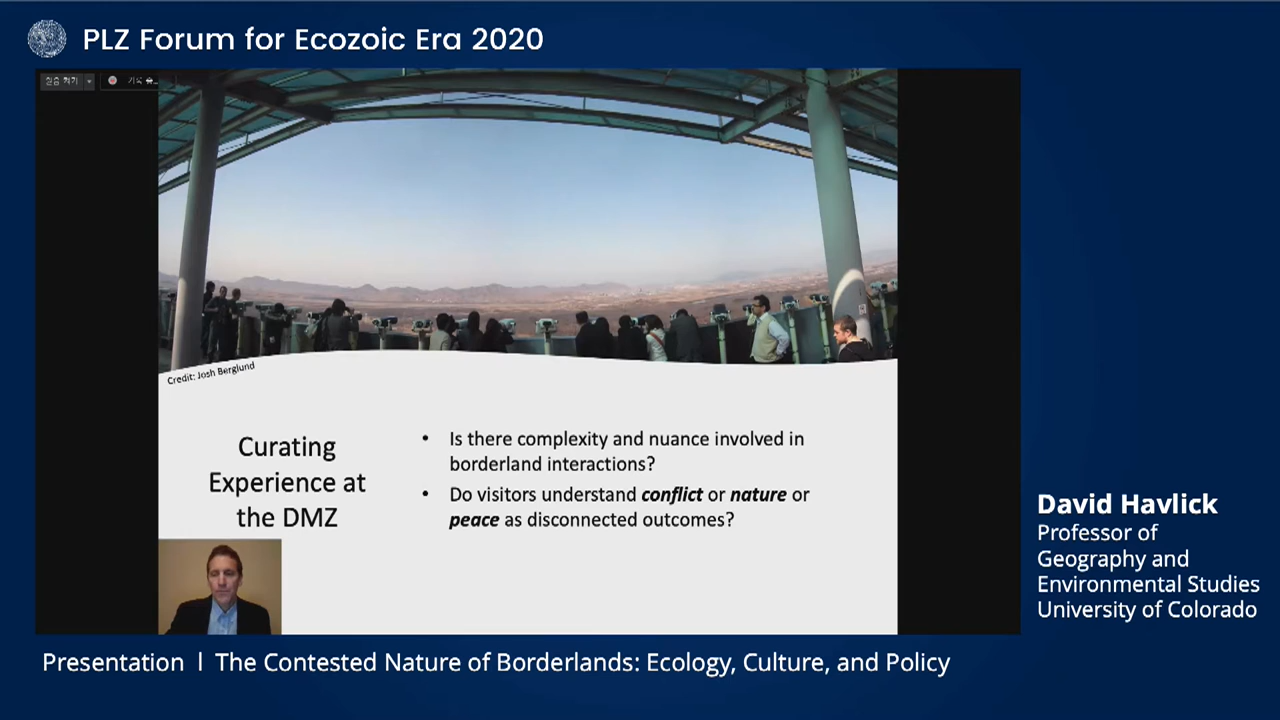 PLZ Forum for Ecozoic Era 2020
Credit: Josh Berglund
Curating
Experience at
the DMZ
• Is there complexity and nuance involved in
borderland interactions?
• Do visitors understand conflict or nature or
peace as disconnected outcomes?
David Havlick
Professor of
Geography and
Environmental Studies
University of Colorado
Presentation l The Contested Nature of Borderlands: Ecology, Culture, and Policy